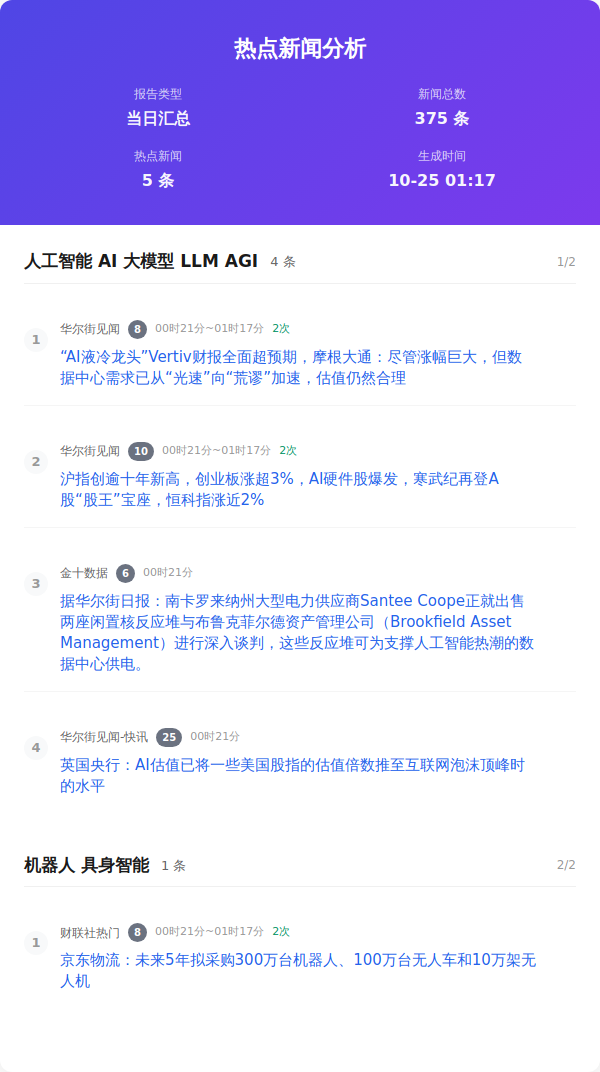 热点新闻分析
报告类型
新闻总数
当日汇总
375 条
热点新闻
生成时间
5 条
10-25 01:17
人工智能 AI 大模型 LLM AGI 4 条 1/2
1
华尔街见闻 8 00时21分~01时17分 2次
“AI液冷龙头”Vertiv财报全面超预期，摩根大通：尽管涨幅巨大，但数
据中心需求已从“光速”向“荒谬”加速，估值仍然合理
2
华尔街见闻 10 00时21分~01时17分 2次
沪指创逾十年新高，创业板涨超3%，AI硬件股爆发，寒武纪再登A
股“股王”宝座，恒科指涨近2%
3
金十数据 6 00时21分
据华尔街日报：南卡罗来纳州大型电力供应商Santee Coope正就出售
两座闲置核反应堆与布鲁克菲尔德资产管理公司（Brookfield Asset
Management）进行深入谈判，这些反应堆可为支撑人工智能热潮的数
据中心供电。
4
华尔街见闻-快讯 25 00时21分
英国央行：AI估值已将一些美国股指的估值倍数推至互联网泡沫顶峰时
的水平
机器人 具身智能 1 条 2/2
1
财联社热门 8 00时21分~01时17分 2次
京东物流：未来5年拟采购300万台机器人、100万台无人车和10万架无
人机